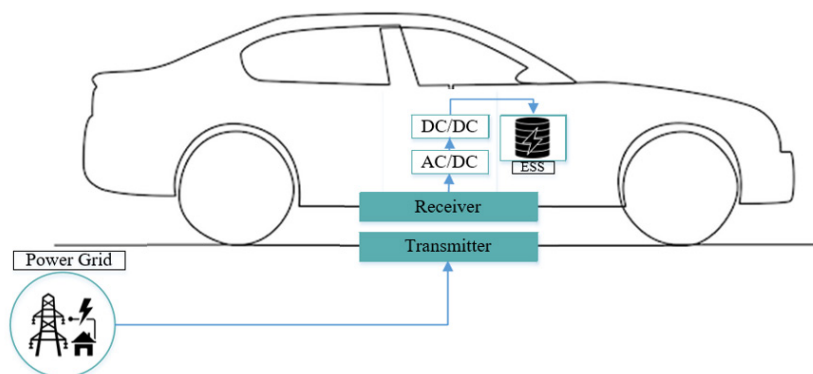 DC/DC
AC/DC
ESS
Receiver
Transmitter
Power Grid